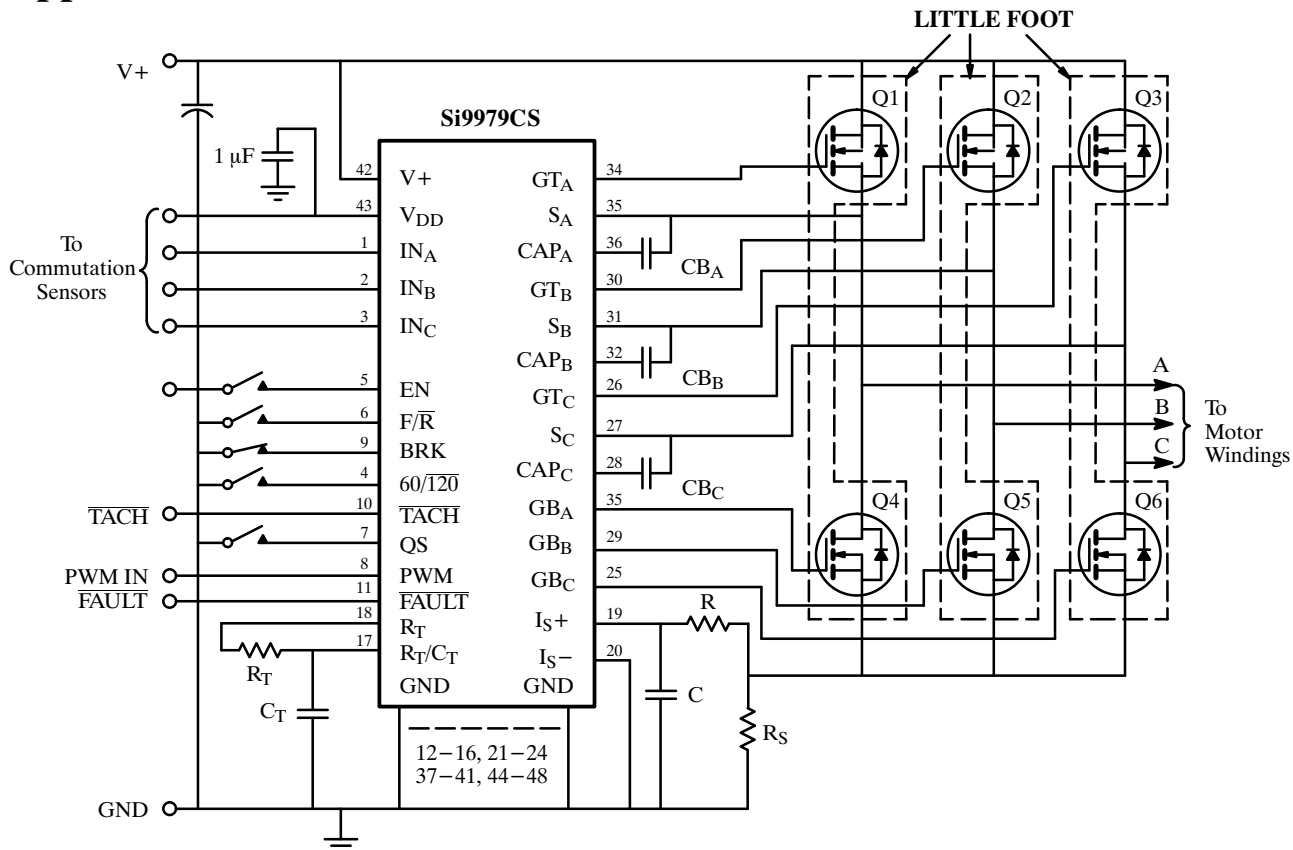 LITTLE FOOT
V+
Si9979CS
Q1
Q2
Q3
1 µF
42
V+
GTA
34
43
VDD
SA
35
To
Commutation
Sensors
1
INA
CAPA
36
CBA
2
INB
GTB
30
3
INC
SB
31
CAPB
32
CBB
5
EN
GTC
26
6
F/R
SC
27
9
BRK
CAPC
28
CBC
4
60/120
GBA
35
TACH
10
TACH
GBB
29
7
QS
GBC
25
PWM IN
8
PWM
FAULT
11
FAULT
18
RT
IS+
19
R
17
RT/CT
IS−
20
RT
GND
GND
C
CT
RS
12−16, 21−24
37−41, 44−48
GND
A
B
C
To
Motor
Windings
Q4
Q5
Q6